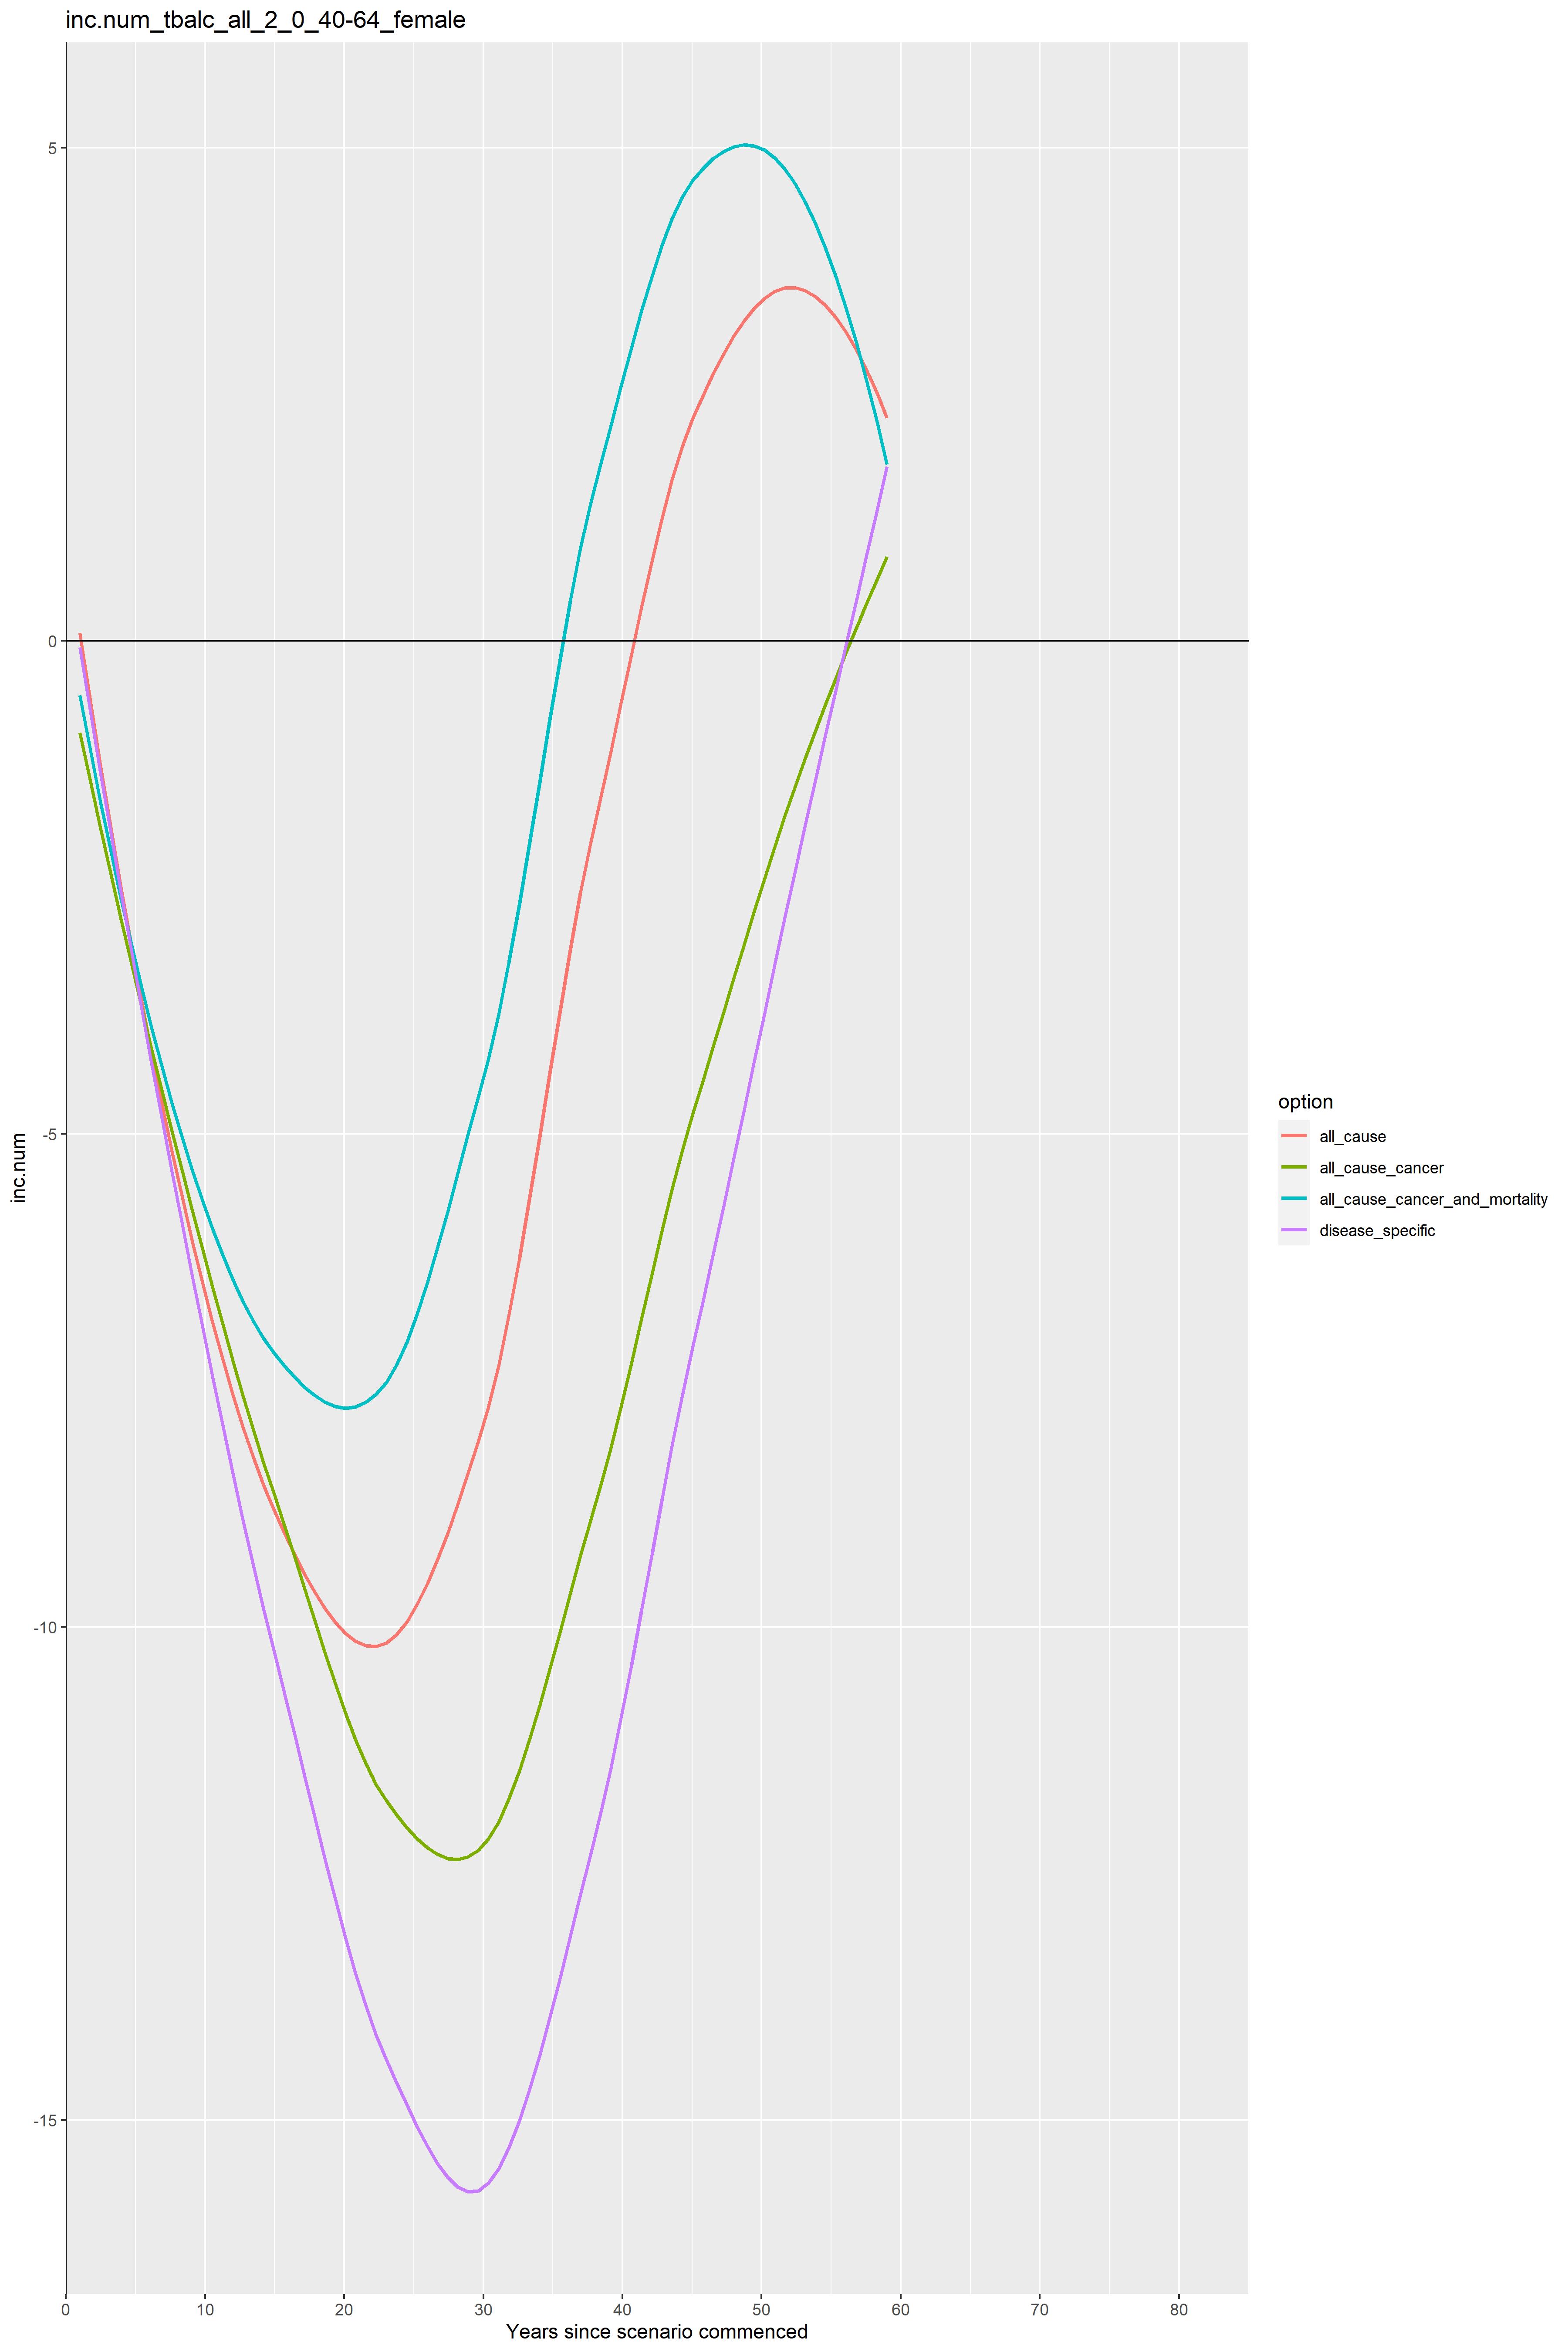 inc.num_tbalc_all_2_0_40-64_female
5
0
-5
-10
-15
inc.num
0 10 20 30 40 50 60 70 80
Years since scenario commenced
option
all_cause
all_cause_cancer
all_cause_cancer_and_mortality
disease_specific